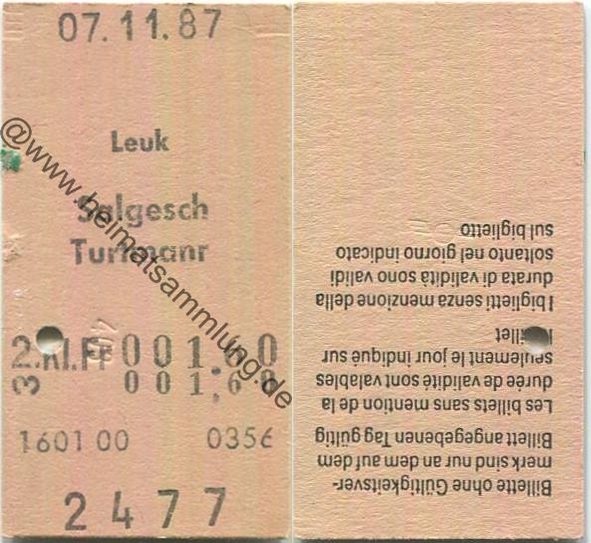 07.11.87
Leuk
Salgesch
Turtmann
2.Kl.Fr 001.60
3 001:68
1601 00 0356
2477
@www.heimatsammlung.de
Billette ohne Gültigkeitsver-
merk sind nur an dem auf dem
Billett angegebenen Tag gültig
Les billets sans mention de la
durée de validité sont valables
seulement le jour indiqué sur
billet
I biglietti senza menzione della
durata di validità sono validi
soltanto nel giorno indicato
sul biglietto